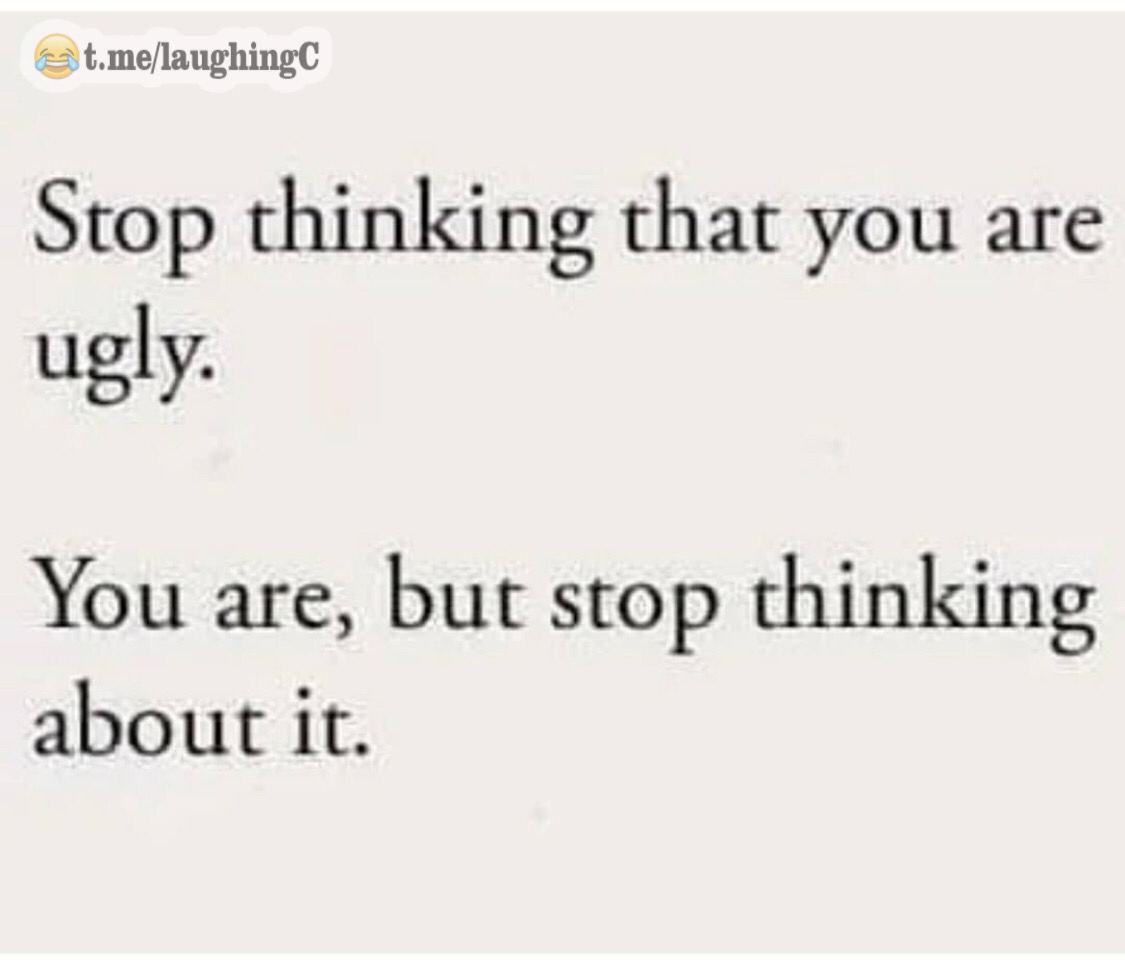 😂t.me/laughingC
Stop thinking that you are
ugly.
You are, but stop thinking
about it.